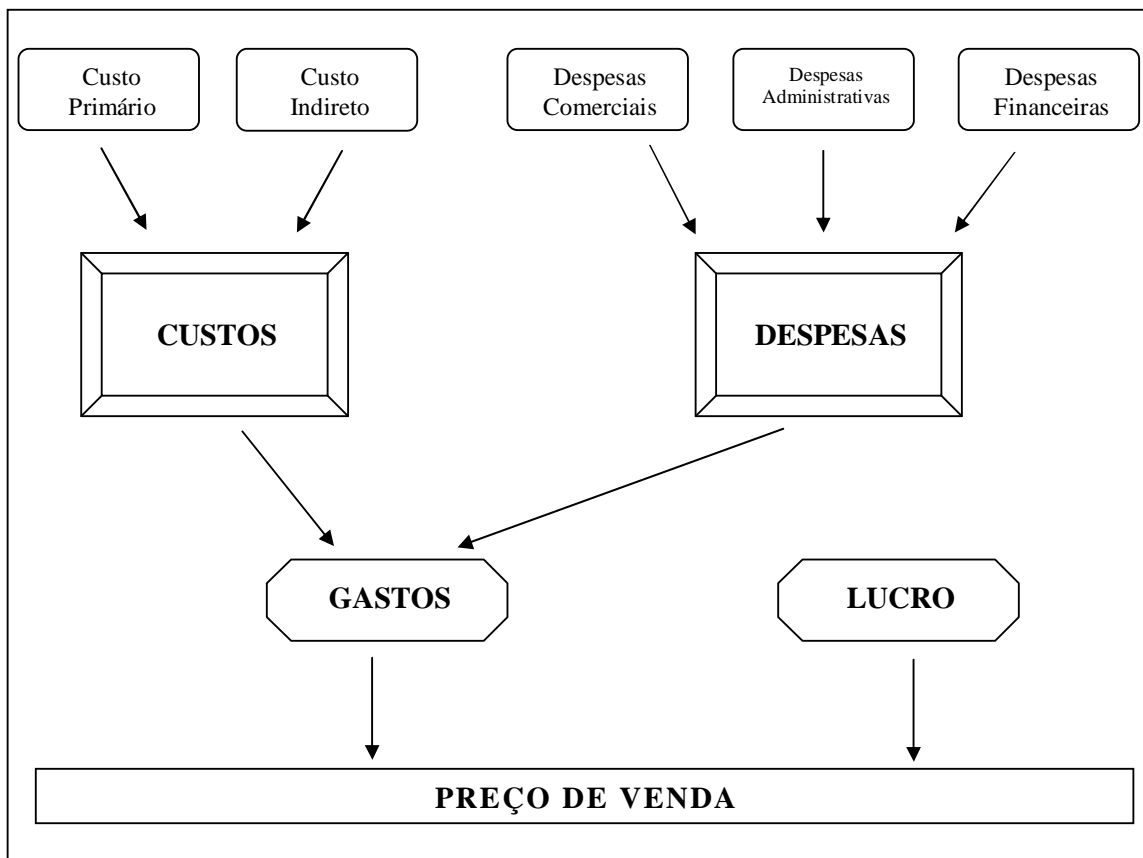 Custo
Primário
Custo
Indireto
Despesas
Comerciais
Despesas
Administrativas
Despesas
Financeiras
CUSTOS
DESPESAS
GASTOS
LUCRO
PREÇO DE VENDA